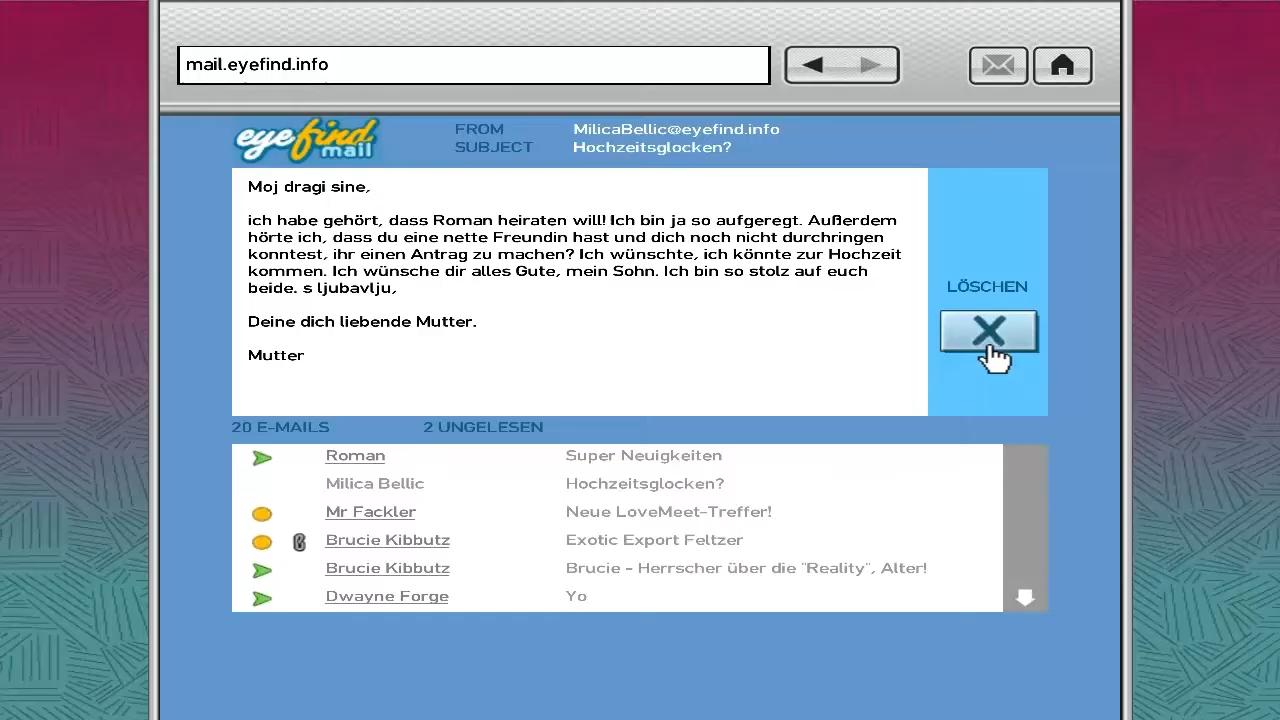 mail.eyefind.info
eyefind mail
FROM MilicaBellic@eyefind.info
SUBJECT Hochzeitsglocken?
Moj dragi sine,
ich habe gehört, dass Roman heiraten will! Ich bin ja so aufgeregt. Außerdem
hörte ich, dass du eine nette Freundin hast und dich noch nicht durchringen
konntest, ihr einen Antrag zu machen? Ich wünschte, ich könnte zur Hochzeit
kommen. Ich wünsche dir alles Gute, mein Sohn. Ich bin so stolz auf euch
beide. s ljubavlju,
Deine dich liebende Mutter.
Mutter
LÖSCHEN
20 E-MAILS 2 UNGELESEN
Roman Super Neuigkeiten
Milica Bellic Hochzeitsglocken?
Mr Fackler Neue LoveMeet-Treffer!
Brucie Kibbutz Exotic Export Feltzer
Brucie Kibbutz Brucie - Herrscher über die "Reality", Alter!
Dwayne Forge Yo